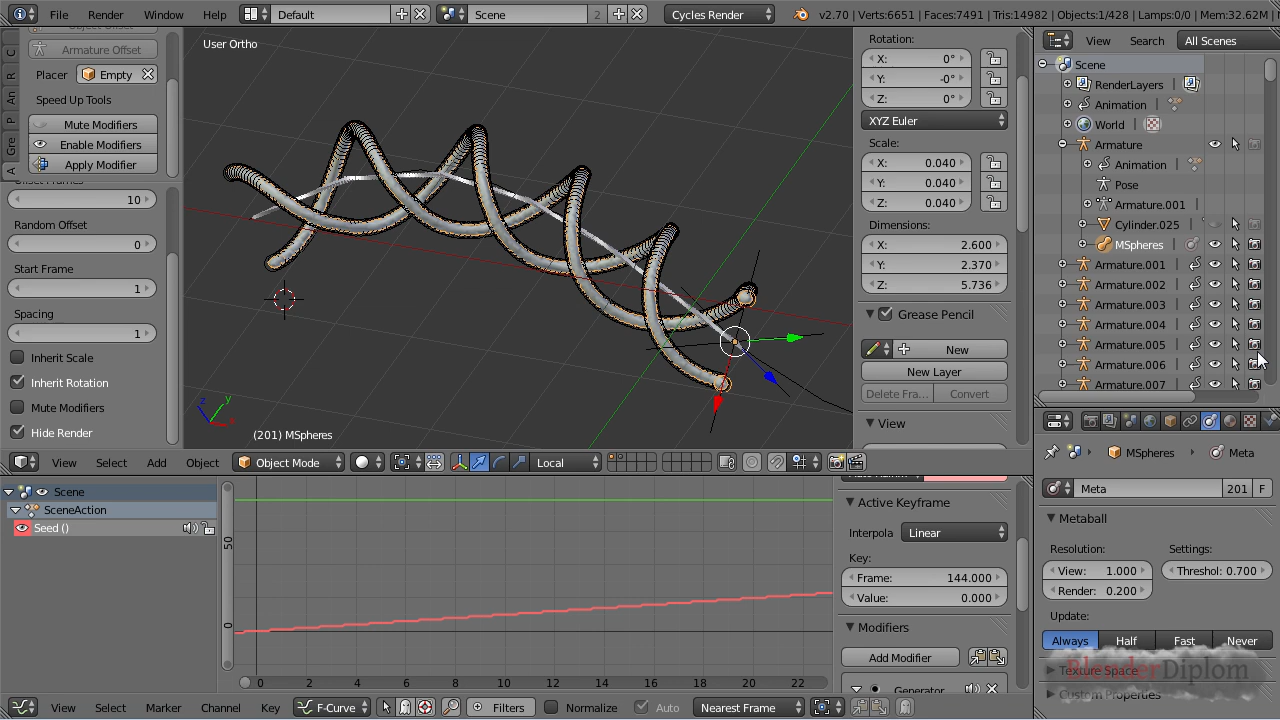 File Render Window Help Default Scene 2 Cycles Render v2.70 | Verts:6651 | Faces:7491 | Tris:14982 | Objects:1/428 | Lamps:0/0 | Mem:32.62M
Armature Offset
Placer Empty
Speed Up Tools
Mute Modifiers
Enable Modifiers
Apply Modifier
10
Random Offset
0
Start Frame
1
Spacing
1
Inherit Scale
Inherit Rotation
Mute Modifiers
Hide Render
C
R
An
P
Gre
A
User Ortho
z y x
(201) MSpheres
Rotation:
X: 0°
Y: -0°
Z: 0°
XYZ Euler
Scale:
X: 0.040
Y: 0.040
Z: 0.040
Dimensions:
X: 2.600
Y: 2.370
Z: 5.736
Grease Pencil
New
New Layer
Delete Fra... Convert
View
View Search All Scenes
Scene
RenderLayers
Animation
World
Armature
Animation
Pose
Armature.001
Cylinder.025
MSpheres
Armature.001
Armature.002
Armature.003
Armature.004
Armature.005
Armature.006
Armature.007
View Select Add Object Object Mode Local
Scene
SceneAction
Seed ()
50
0
0 2 4 6 8 10 12 14 16 18 20 22
Active Keyframe
Interpola Linear
Key:
Frame: 144.000
Value: 0.000
Modifiers
Add Modifier
Generator
View Select Marker Channel Key F-Curve Filters Normalize Auto Nearest Frame
MSpheres Meta
Meta 201 F
Metaball
Resolution: Settings:
View: 1.000 Threshol: 0.700
Render: 0.200
Update:
Always Half Fast Never
Texture Space
BlenderDiplom
Custom Properties